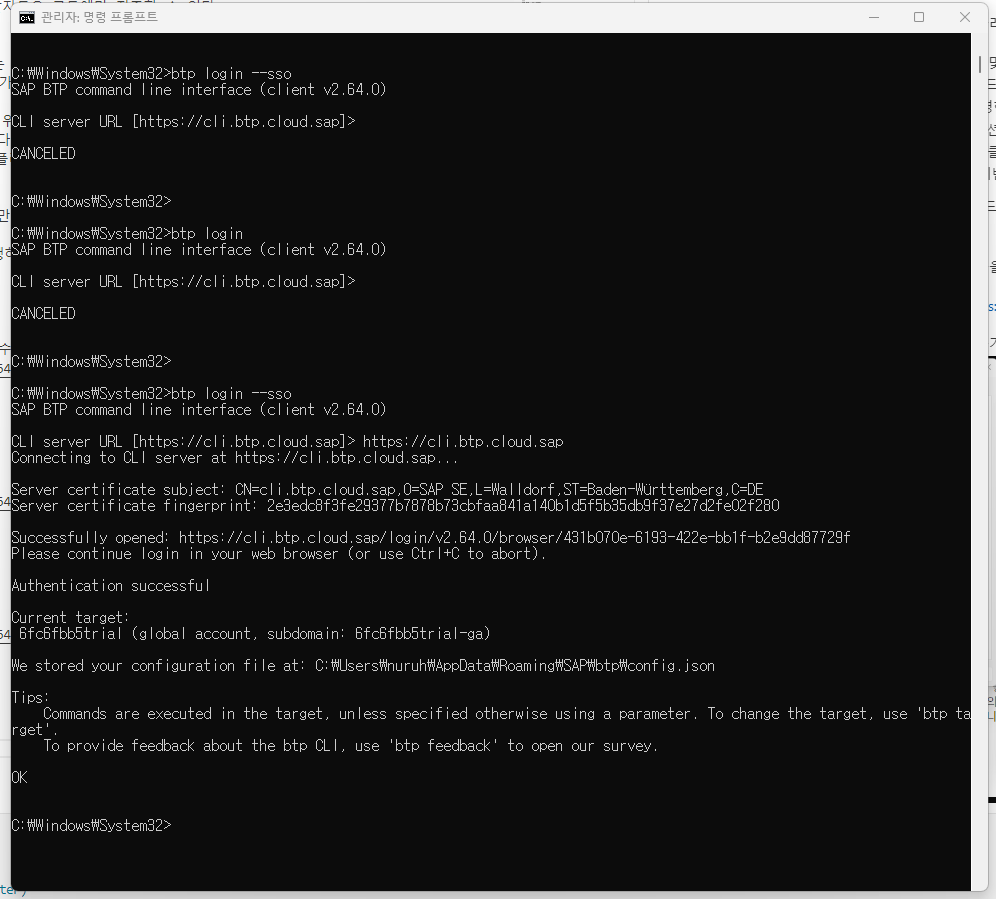 관리자: 명령 프롬프트
C:₩Windows₩System32>btp login --sso
SAP BTP command line interface (client v2.64.0)
CLI server URL [https://cli.btp.cloud.sap]>
CANCELED
C:₩Windows₩System32>
C:₩Windows₩System32>btp login
SAP BTP command line interface (client v2.64.0)
CLI server URL [https://cli.btp.cloud.sap]>
CANCELED
C:₩Windows₩System32>
C:₩Windows₩System32>btp login --sso
SAP BTP command line interface (client v2.64.0)
CLI server URL [https://cli.btp.cloud.sap]> https://cli.btp.cloud.sap
Connecting to CLI server at https://cli.btp.cloud.sap...
Server certificate subject: CN=cli.btp.cloud.sap,O=SAP SE,L=Walldorf,ST=Baden-Württemberg,C=DE
Server certificate fingerprint: 2e3edc8f3fe29377b7878b73cbfaa841a140b1d5f5b35db9f37e27d2fe02f280
Successfully opened: https://cli.btp.cloud.sap/login/v2.64.0/browser/431b070e-6193-422e-bb1f-b2e9dd87729f
Please continue login in your web browser (or use Ctrl+C to abort).
Authentication successful
Current target:
6fc6fbb5trial (global account, subdomain: 6fc6fbb5trial-ga)
We stored your configuration file at: C:₩Users₩nuruh₩AppData₩Roaming₩SAP₩btp₩config.json
Tips:
Commands are executed in the target, unless specified otherwise using a parameter. To change the target, use 'btp ta
rget'.
To provide feedback about the btp CLI, use 'btp feedback' to open our survey.
OK
C:₩Windows₩System32>